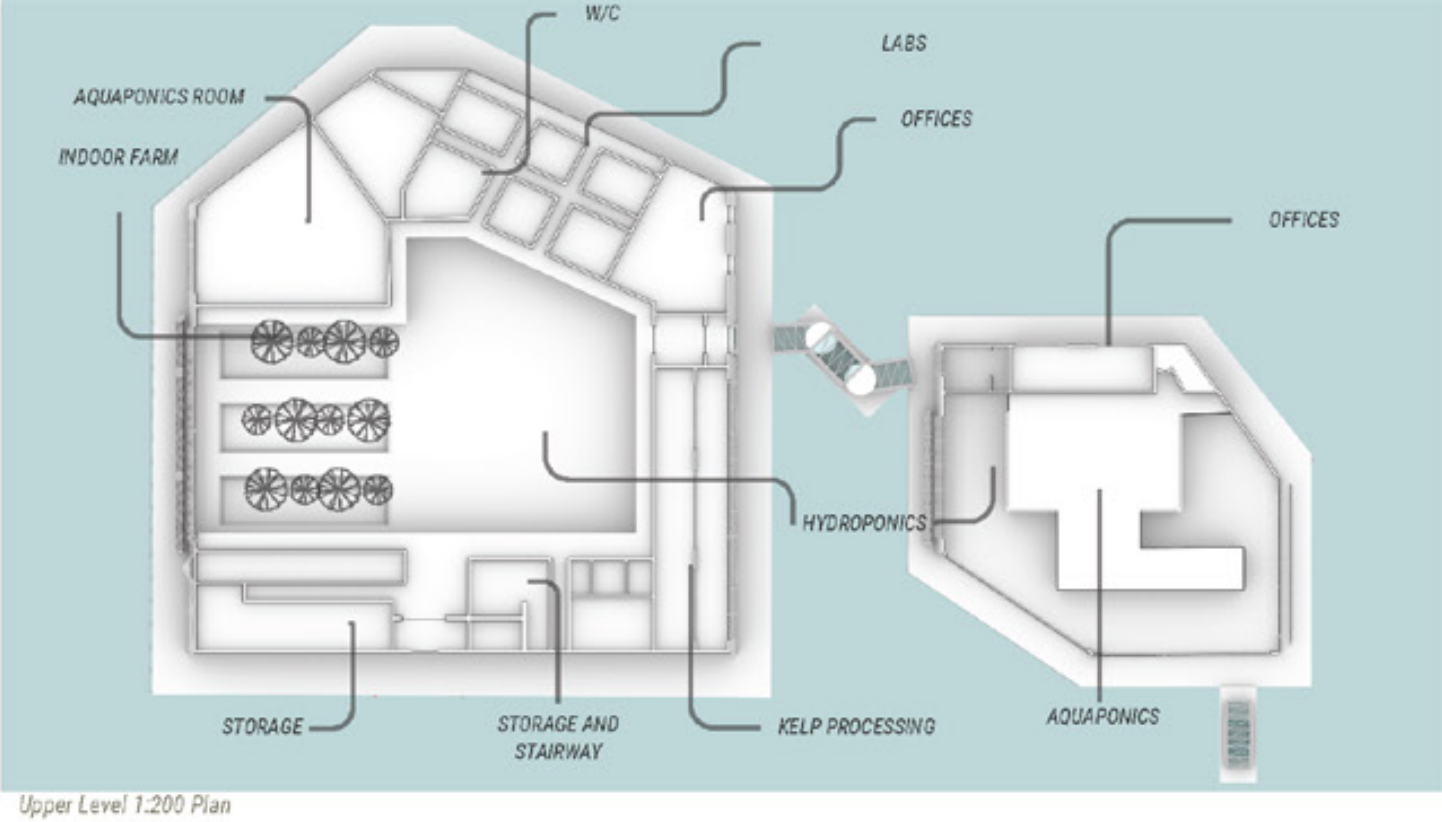 W/C
LABS
AQUAPONICS ROOM
OFFICES
INDOOR FARM
OFFICES
HYDROPONICS
STORAGE
STORAGE AND
STAIRWAY
KELP PROCESSING
AQUAPONICS
Upper Level 1:200 Plan